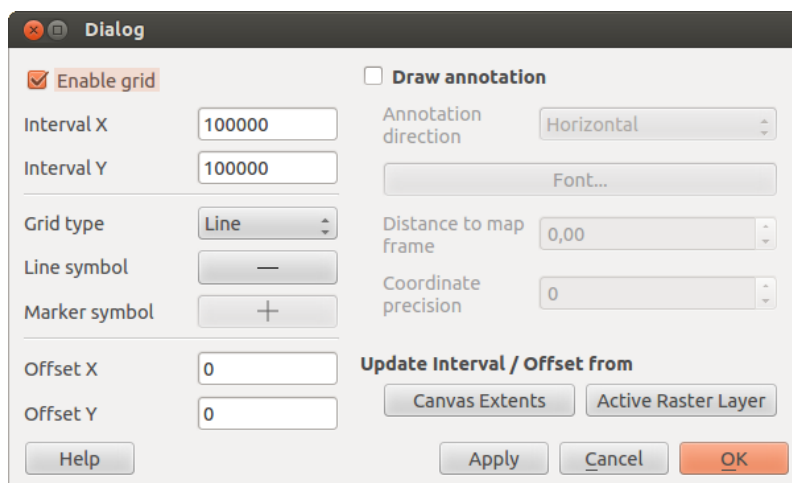 Dialog
Enable grid
Interval X 100000
Interval Y 100000
Grid type Line
Line symbol
Marker symbol
Offset X 0
Offset Y 0
Draw annotation
Annotation
direction
Horizontal
Font...
Distance to map
frame
0,00
Coordinate
precision
0
Update Interval / Offset from
Canvas Extents Active Raster Layer
Help Apply Cancel OK